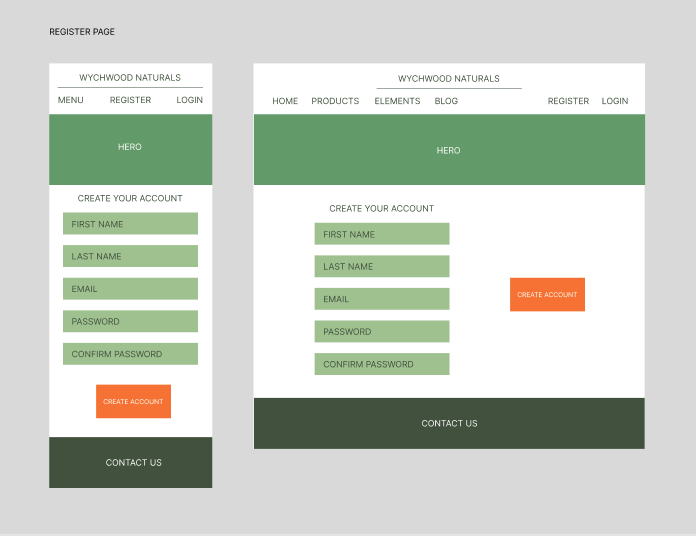 REGISTER PAGE
WYCHWOOD NATURALS
MENU REGISTER LOGIN
HERO
CREATE YOUR ACCOUNT
FIRST NAME
LAST NAME
EMAIL
PASSWORD
CONFIRM PASSWORD
CREATE ACCOUNT
CONTACT US
WYCHWOOD NATURALS
HOME PRODUCTS ELEMENTS BLOG REGISTER LOGIN
HERO
CREATE YOUR ACCOUNT
FIRST NAME
LAST NAME
EMAIL
PASSWORD
CONFIRM PASSWORD
CREATE ACCOUNT
CONTACT US